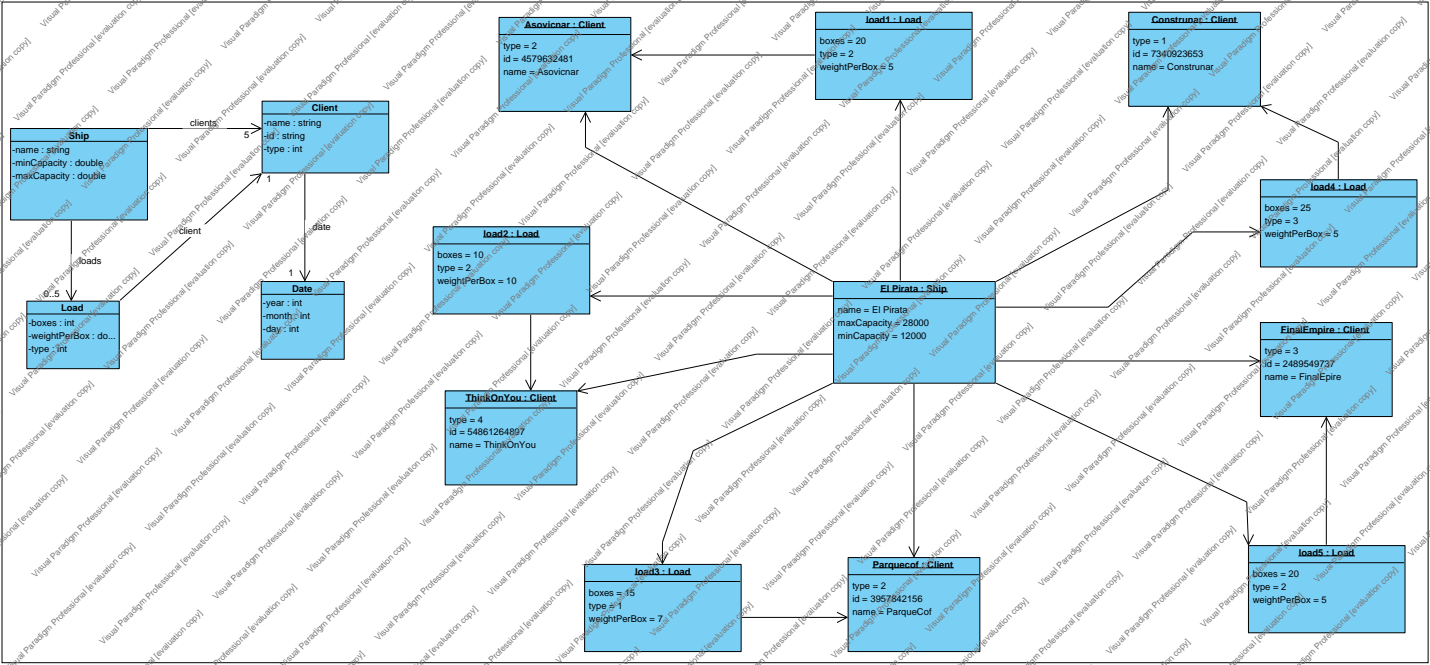 Ship
-name : string
-minCapacity : double
-maxCapacity : double
clients
5
Client
-name : string
-id : string
-type : int
1
client
loads
0..5
Load
-boxes : int
-weightPerBox : do...
-type : int
date
1
Date
-year : int
-month : int
-day : int
Asovicnar : Client
type = 2
id = 4579632481
name = Asovicnar
load1 : Load
boxes = 20
type = 2
weightPerBox = 5
Construnar : Client
type = 1
id = 7340923653
name = Construnar
load4 : Load
boxes = 25
type = 3
weightPerBox = 5
load2 : Load
boxes = 10
type = 2
weightPerBox = 10
El Pirata : Ship
name = El Pirata
maxCapacity = 28000
minCapacity = 12000
FinalEmpire : Client
type = 3
id = 2489549737
name = FinalEpire
ThinkOnYou : Client
type = 4
id = 54861264897
name = ThinkOnYou
load3 : Load
boxes = 15
type = 1
weightPerBox = 7
Parquecof : Client
type = 2
id = 3957842156
name = ParqueCof
load5 : Load
boxes = 20
type = 2
weightPerBox = 5
Visual Paradigm Professional [evaluation copy]